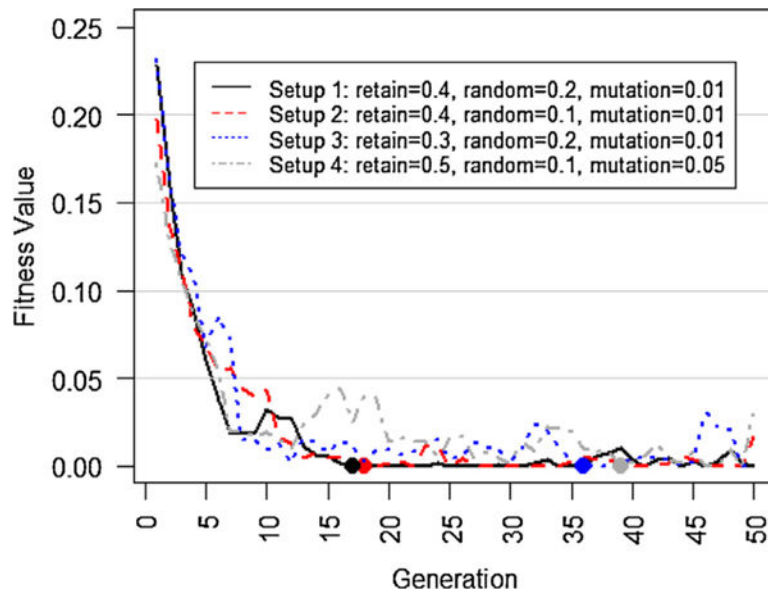 0.25
0.20
0.15
0.10
0.05
0.00
Fitness Value
Setup 1: retain=0.4, random=0.2, mutation=0.01
Setup 2: retain=0.4, random=0.1, mutation=0.01
Setup 3: retain=0.3, random=0.2, mutation=0.01
Setup 4: retain=0.5, random=0.1, mutation=0.05
0 5 10 15 20 25 30 35 40 45 50
Generation